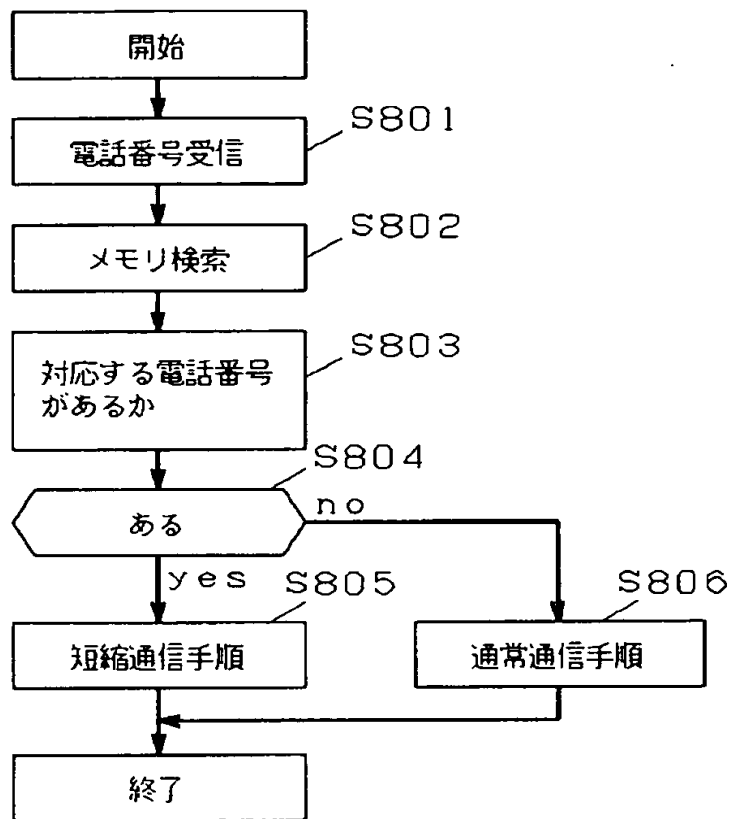 開始
S801
電話番号受信
S802
メモリ検索
S803
対応する電話番号
があるか
S804
ある
no
yes
S805
S806
短縮通信手順
通常通信手順
終了